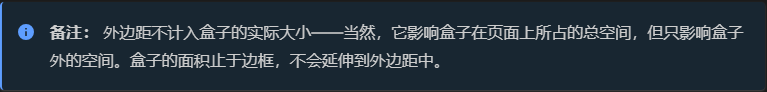 备注： 外边距不计入盒子的实际大小——当然，它影响盒子在页面上所占的总空间，但只影响盒子
外的空间。盒子的面积止于边框，不会延伸到外边距中。